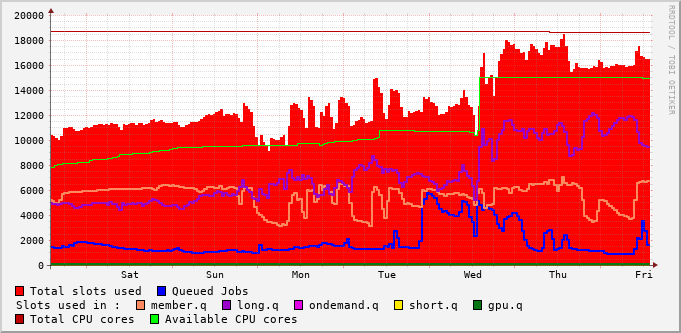 RRDTOOL / TOBI OETIKER
20000
18000
16000
14000
12000
10000
8000
6000
4000
2000
0
Sat Sun Mon Tue Wed Thu Fri
Total slots used Queued Jobs
Slots used in : member.q long.q ondemand.q short.q gpu.q
Total CPU cores Available CPU cores